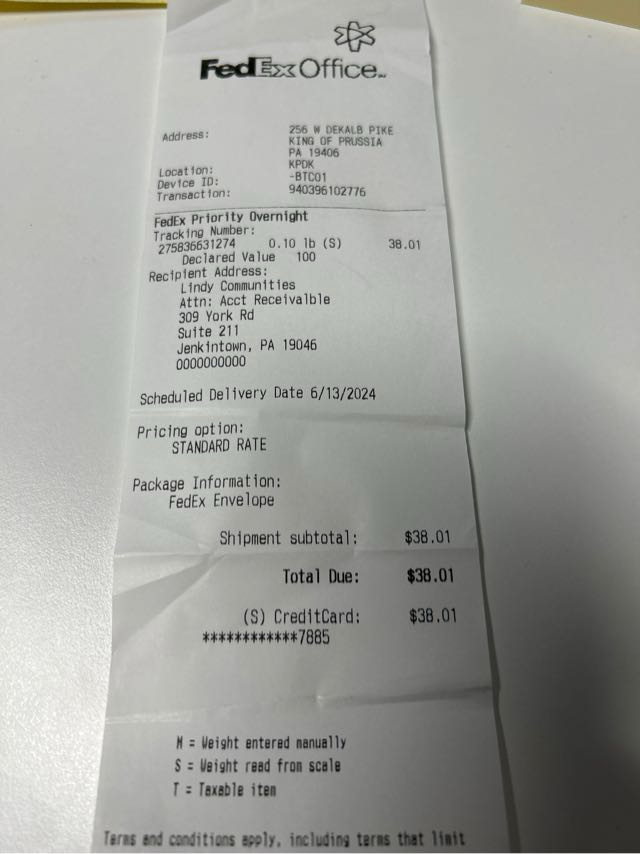 FedEx Office
Address: 256 W DEKALB PIKE
KING OF PRUSSIA
PA 19406
Location: KPDK
Device ID: -BTC01
Transaction: 940396102776
FedEx Priority Overnight
Tracking Number:
275836631274 0.10 lb (S) 38.01
Declared Value 100
Recipient Address:
Lindy Communities
Attn: Acct Receivalble
309 York Rd
Suite 211
Jenkintown, PA 19046
0000000000
Scheduled Delivery Date 6/13/2024
Pricing option:
STANDARD RATE
Package Information:
FedEx Envelope
Shipment subtotal: $38.01
Total Due: $38.01
(S) CreditCard: $38.01
************7885
M = Weight entered manually
S = Weight read from scale
T = Taxable item
Terms and conditions apply, including terms that limit